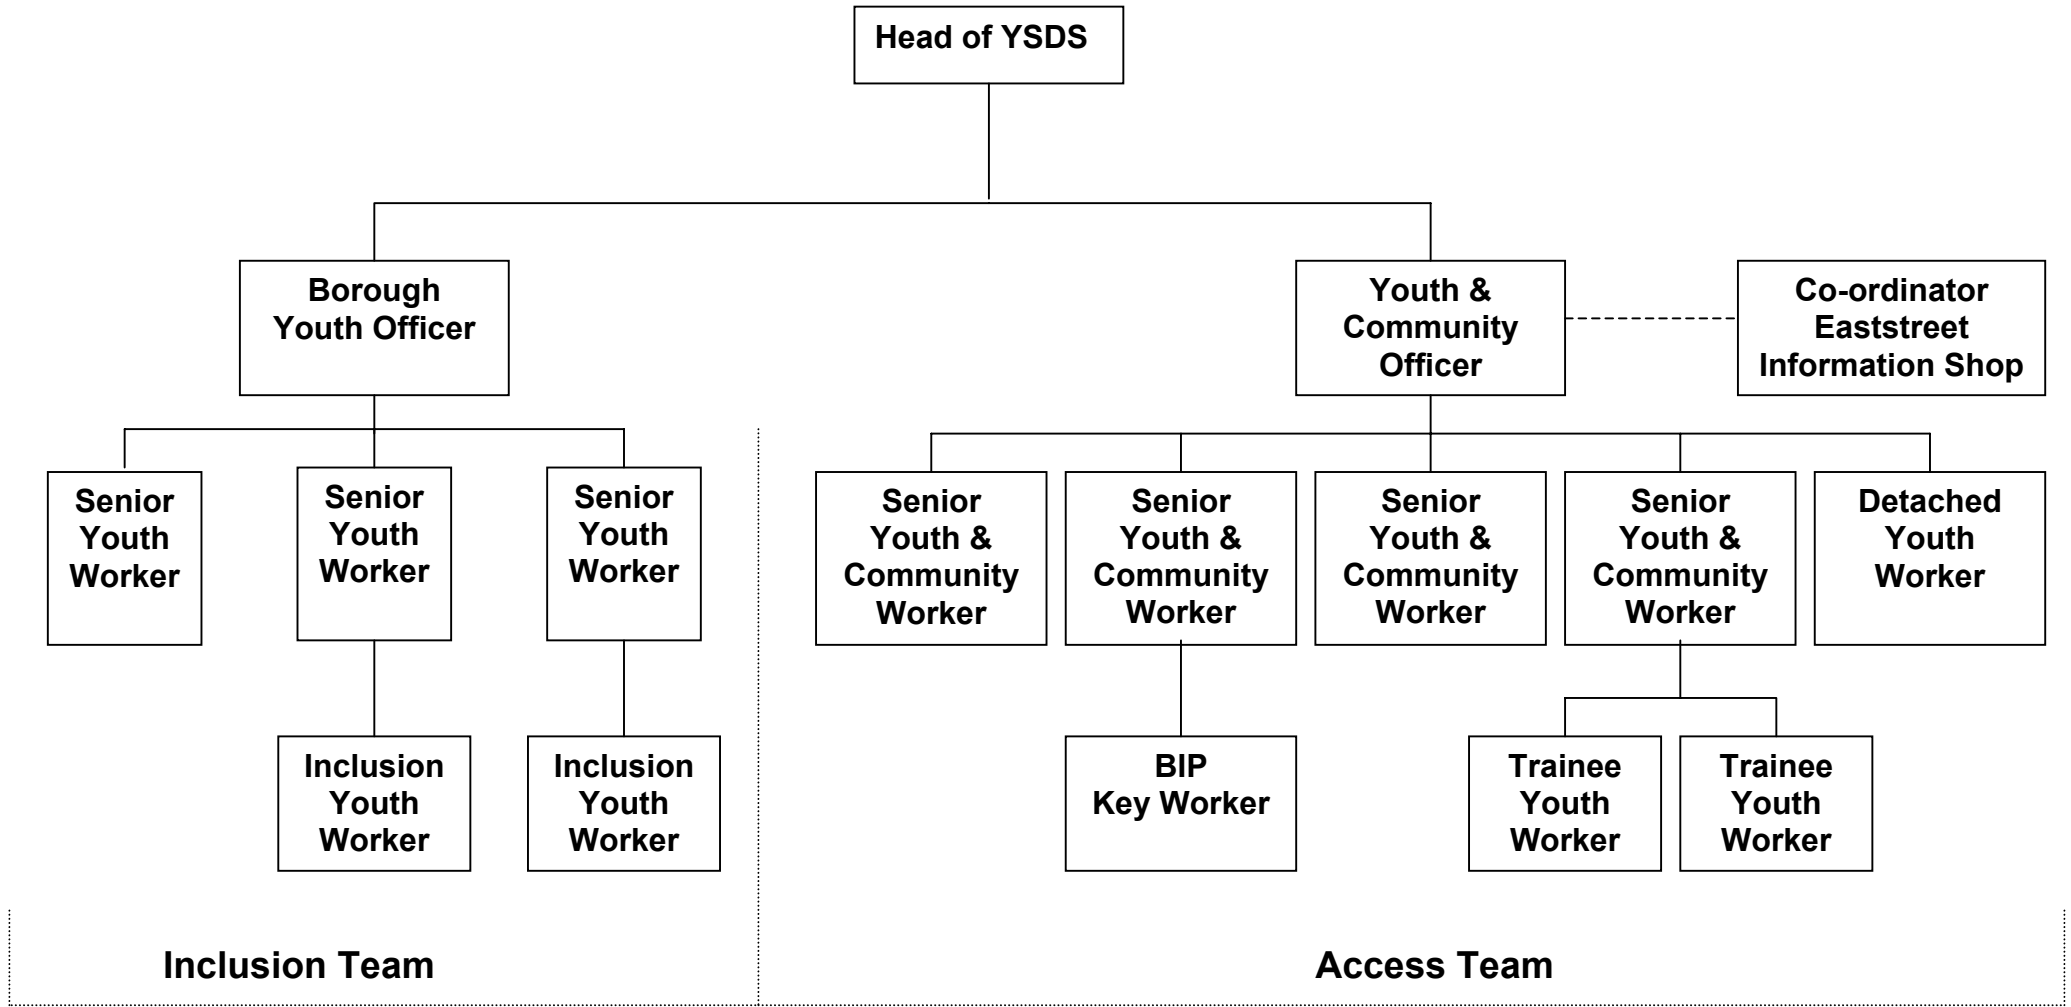 Head of YSDS
Borough
Youth Officer
Youth &
Community
Officer
Co-ordinator
Eaststreet
Information Shop
Senior
Youth
Worker
Senior
Youth
Worker
Senior
Youth
Worker
Senior
Youth &
Community
Worker
Senior
Youth &
Community
Worker
Senior
Youth &
Community
Worker
Senior
Youth &
Community
Worker
Detached
Youth
Worker
Inclusion
Youth
Worker
Inclusion
Youth
Worker
BIP
Key Worker
Trainee
Youth
Worker
Trainee
Youth
Worker
Inclusion Team
Access Team